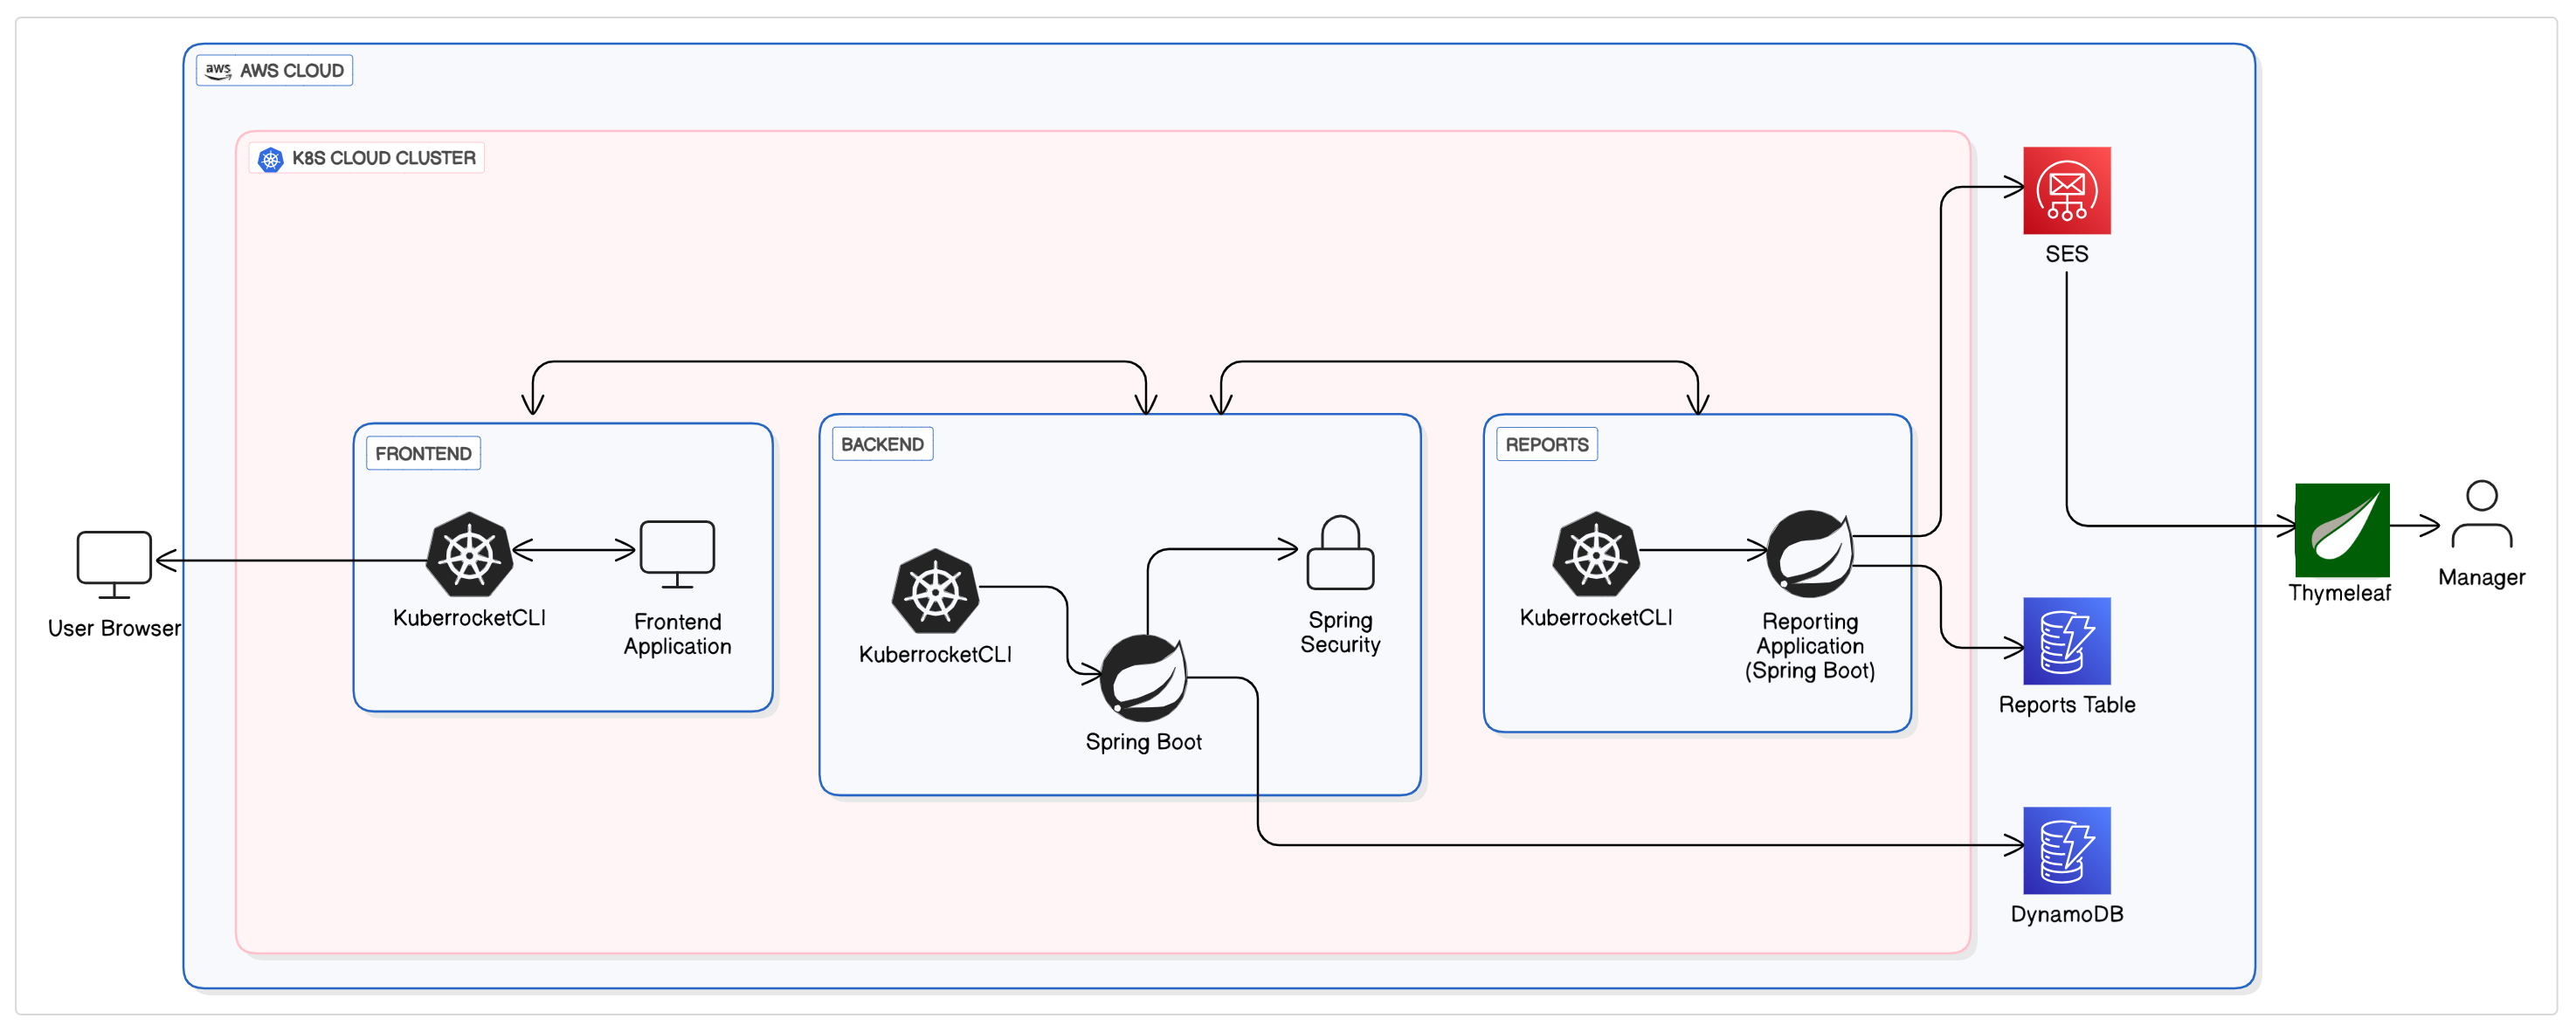 aws AWS CLOUD
K8S CLOUD CLUSTER
SES
FRONTEND
KuberrocketCLI
Frontend
Application
User Browser
BACKEND
KuberrocketCLI
Spring Boot
Spring
Security
REPORTS
KuberrocketCLI
Reporting
Application
(Spring Boot)
Reports Table
DynamoDB
Thymeleaf
Manager